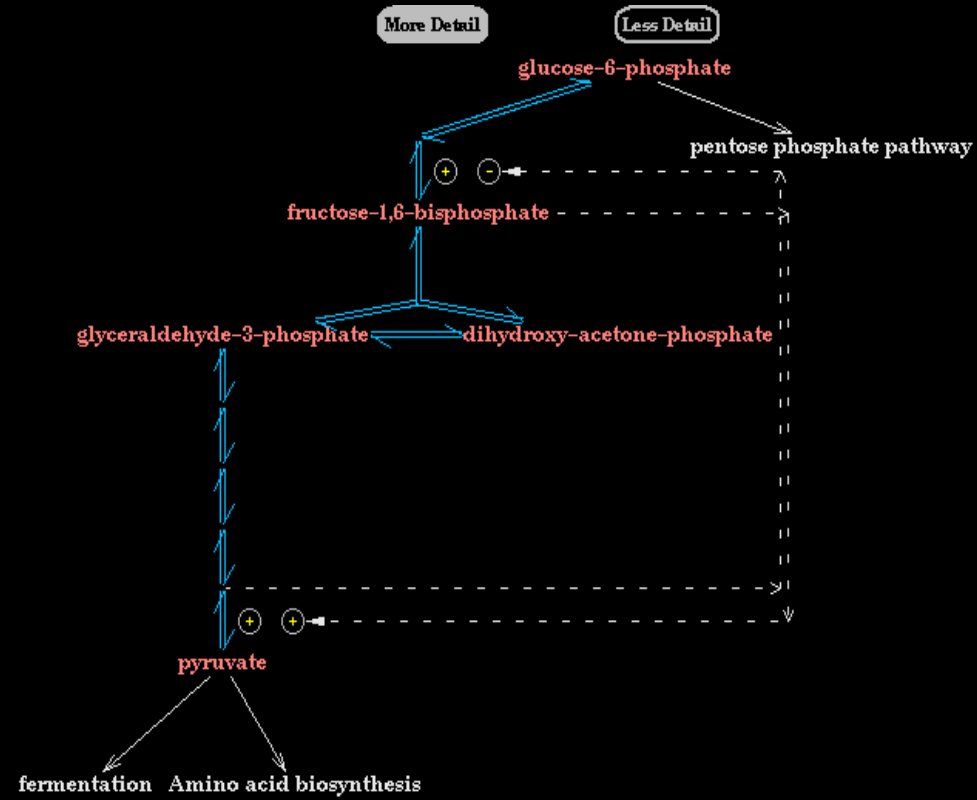 More Detail
Less Detail
glucose-6-phosphate
pentose phosphate pathway
+
-
fructose-1,6-bisphosphate
glyceraldehyde-3-phosphate
dihydroxy-acetone-phosphate
+
+
pyruvate
fermentation
Amino acid biosynthesis